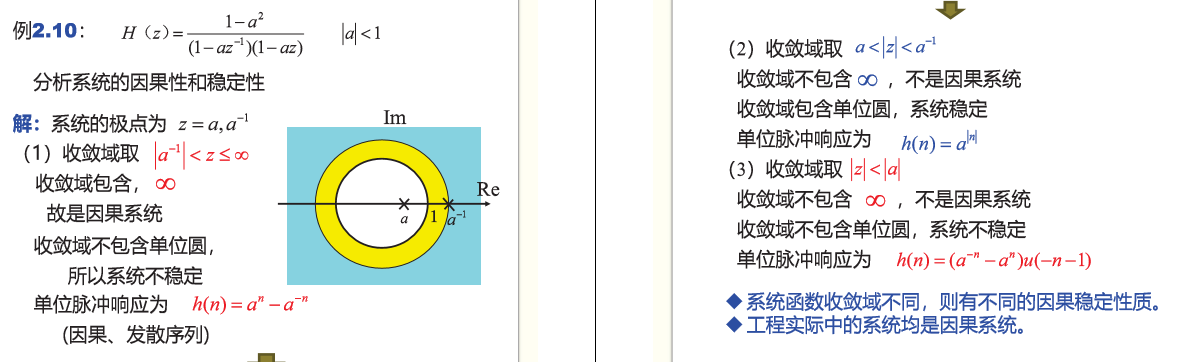 例2.10： H（z）= \frac{1-a^2}{(1-az^{-1})(1-az)} |a|<1
分析系统的因果性和稳定性
解：系统的极点为 z = a, a^{-1}
（1）收敛域取 |a^{-1}| < z ≤ ∞
收敛域包含， ∞
故是因果系统
收敛域不包含单位圆，
所以系统不稳定
单位脉冲响应为 h(n) = a^n − a^{-n}
(因果、发散序列)
Im
Re
a
1
a^{-1}
（2）收敛域取 a < |z| < a^{-1}
收敛域不包含 ∞ ，不是因果系统
收敛域包含单位圆，系统稳定
单位脉冲响应为 h(n) = a^{|n|}
（3）收敛域取 |z| < |a|
收敛域不包含 ∞ ，不是因果系统
收敛域不包含单位圆，系统不稳定
单位脉冲响应为 h(n) = (a^{-n} − a^n)u(−n−1)
◆ 系统函数收敛域不同，则有不同的因果稳定性质。
◆ 工程实际中的系统均是因果系统。